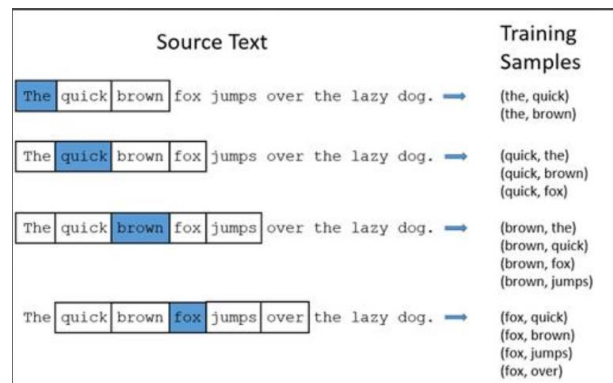 Source Text
Training
Samples
The quick brown fox jumps over the lazy dog.
(the, quick)
(the, brown)
The quick brown fox jumps over the lazy dog.
(quick, the)
(quick, brown)
(quick, fox)
The quick brown fox jumps over the lazy dog.
(brown, the)
(brown, quick)
(brown, fox)
(brown, jumps)
The quick brown fox jumps over the lazy dog.
(fox, quick)
(fox, brown)
(fox, jumps)
(fox, over)